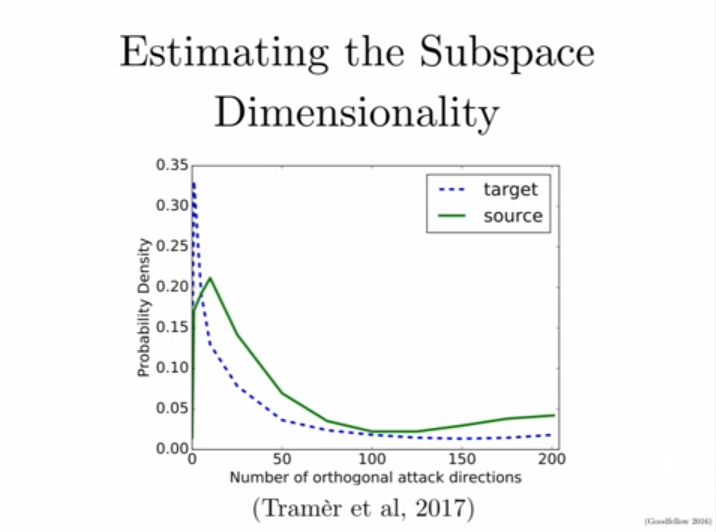 Estimating the Subspace
Dimensionality
0.35
0.30
0.25
0.20
0.15
0.10
0.05
0.00
Probability Density
target
source
0 50 100 150 200
Number of orthogonal attack directions
(Tramèr et al, 2017)
(Goodfellow 2016)